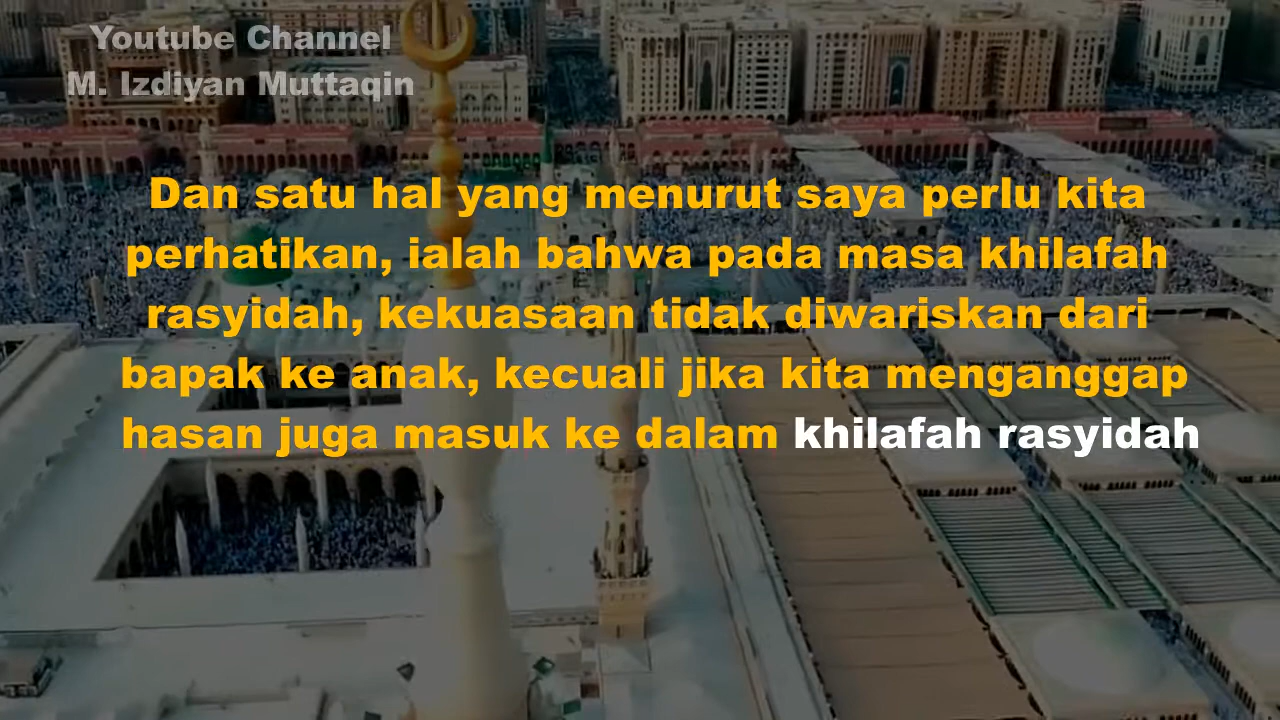 Youtube Channel
M. Izdiyan Muttaqin
Dan satu hal yang menurut saya perlu kita
perhatikan, ialah bahwa pada masa khilafah
rasyidah, kekuasaan tidak diwariskan dari
bapak ke anak, kecuali jika kita menganggap
hasan juga masuk ke dalam khilafah rasyidah